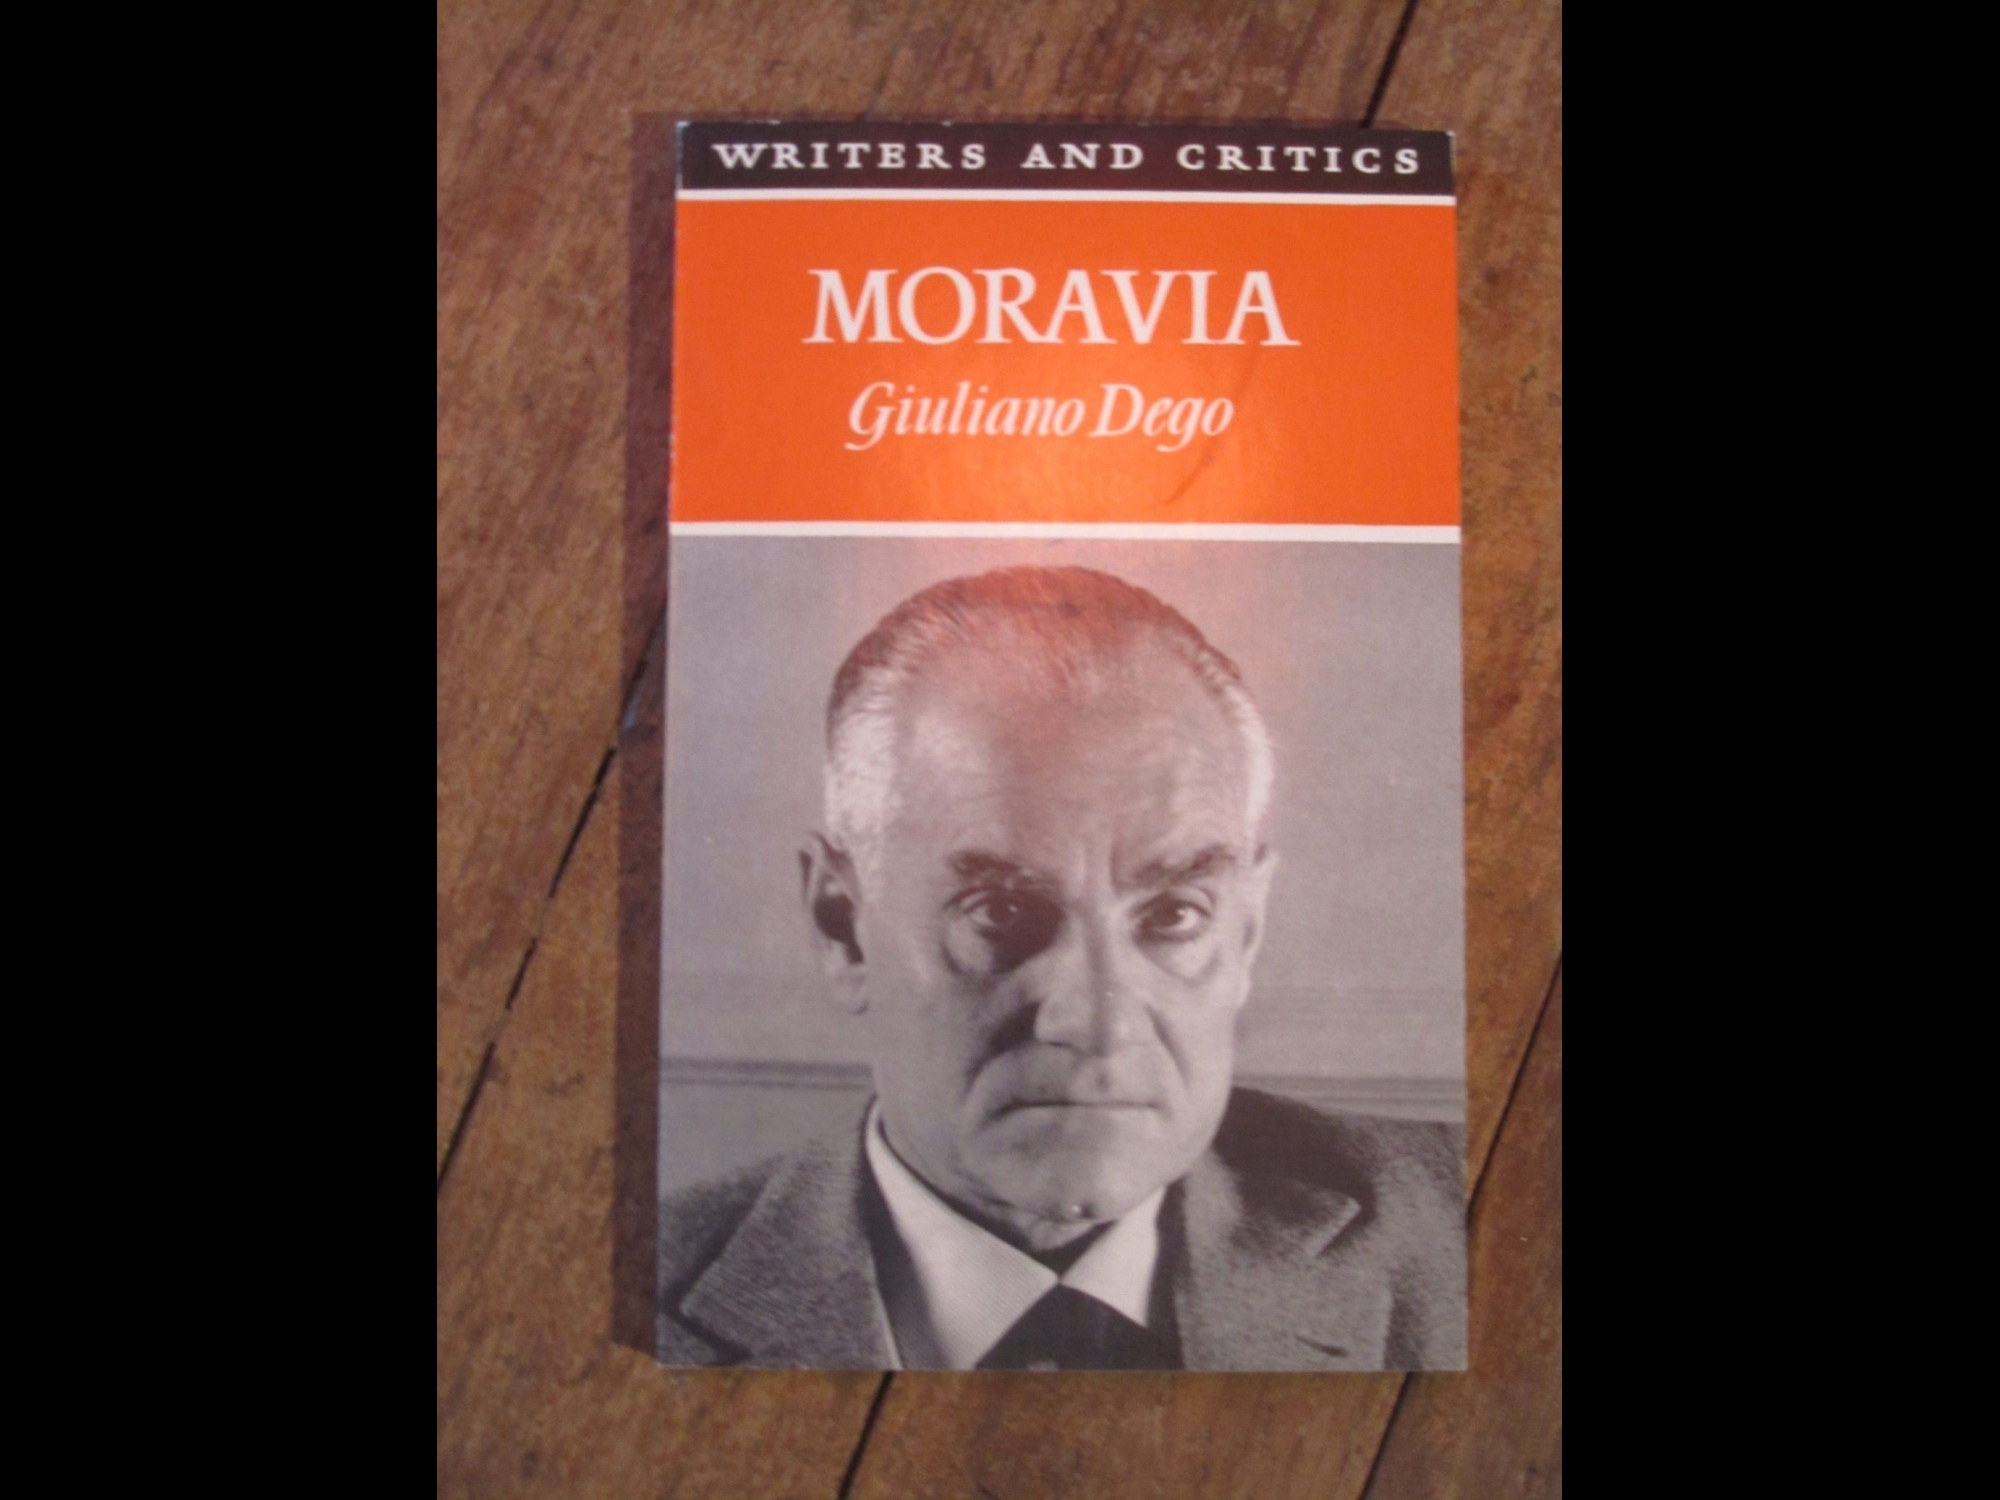 WRITERS AND CRITICS
MORAVIA
Giuliano Dego